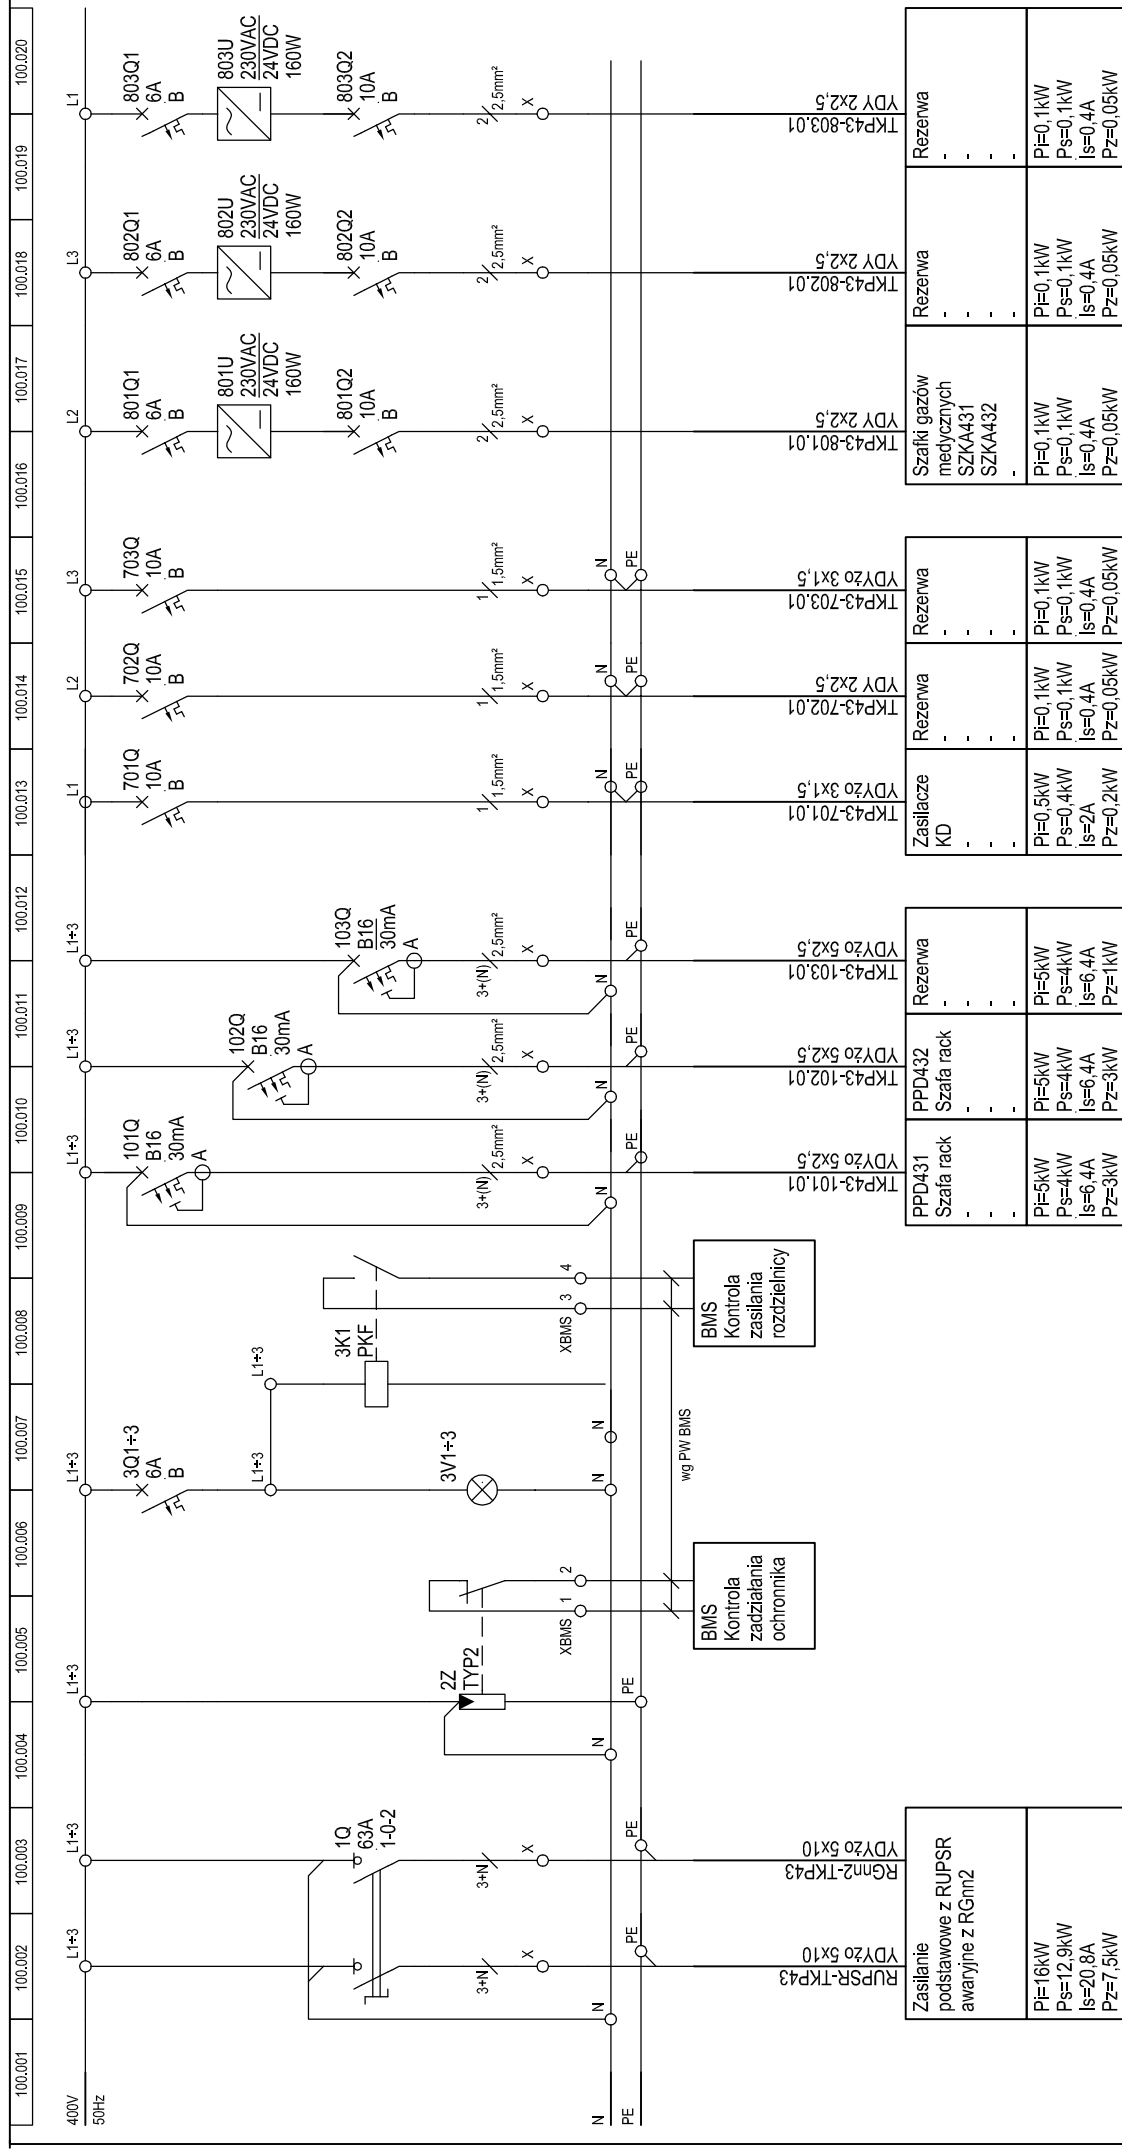 100.001
100.002
100.003
100.004
100.005
100.006
100.007
100.008
100.009
100.010
100.011
100.012
100.013
100.014
100.015
100.016
100.017
100.018
100.019
100.020
400V
50Hz
N
PE
L1÷3
N
3+N
X
PE
RUPSR-TKP43
YDYżo 5x10
L1÷3
1Q
63A
1-0-2
3+N
X
PE
RGnn2-TKP43
YDYżo 5x10
Zasilanie
podstawowe z RUPSR
awaryjne z RGnn2
Pi=16kW
Ps=12,9kW
Is=20,8A
Pz=7,5kW
L1÷3
2Z
TYP2
N
PE
XBMS
1
2
BMS
Kontrola
zadziałania
ochronnika
wg PW BMS
L1÷3
3Q1÷3
6A
B
L1÷3
L1÷3
3V1÷3
N
N
3K1
PKF
XBMS
3
4
BMS
Kontrola
zasilania
rozdzielnicy
L1÷3
101Q
B16
30mA
A
3+(N)
2,5mm²
X
N
PE
TKP43-101.01
YDYżo 5x2,5
PPD431
Szafa rack
.
.
.
Pi=5kW
Ps=4kW
Is=6,4A
Pz=3kW
L1÷3
102Q
B16
30mA
A
3+(N)
2,5mm²
X
N
PE
TKP43-102.01
YDYżo 5x2,5
PPD432
Szafa rack
.
.
.
Pi=5kW
Ps=4kW
Is=6,4A
Pz=3kW
L1÷3
103Q
B16
30mA
A
3+(N)
2,5mm²
X
N
PE
TKP43-103.01
YDYżo 5x2,5
Rezerwa
.
.
.
.
Pi=5kW
Ps=4kW
Is=6,4A
Pz=1kW
L1
701Q
10A
B
1
1,5mm²
X
N
PE
TKP43-701.01
YDYżo 3x1,5
Zasilacze
KD
.
.
.
Pi=0,5kW
Ps=0,4kW
Is=2A
Pz=0,2kW
L2
702Q
10A
B
1
1,5mm²
X
N
PE
TKP43-702.01
YDY 2x2,5
Rezerwa
.
.
.
.
Pi=0,1kW
Ps=0,1kW
Is=0,4A
Pz=0,05kW
L3
703Q
10A
B
1
1,5mm²
X
N
PE
TKP43-703.01
YDYżo 3x1,5
Rezerwa
.
.
.
.
Pi=0,1kW
Ps=0,1kW
Is=0,4A
Pz=0,05kW
L2
801Q1
6A
B
801U
230VAC
24VDC
160W
801Q2
10A
B
2
2,5mm²
X
TKP43-801.01
YDY 2x2,5
Szafki gazów
medycznych
SZKA431
SZKA432
.
Pi=0,1kW
Ps=0,1kW
Is=0,4A
Pz=0,05kW
L3
802Q1
6A
B
802U
230VAC
24VDC
160W
802Q2
10A
B
2
2,5mm²
X
TKP43-802.01
YDY 2x2,5
Rezerwa
.
.
.
.
Pi=0,1kW
Ps=0,1kW
Is=0,4A
Pz=0,05kW
L1
803Q1
6A
B
803U
230VAC
24VDC
160W
803Q2
10A
B
2
2,5mm²
X
TKP43-803.01
YDY 2x2,5
Rezerwa
.
.
.
.
Pi=0,1kW
Ps=0,1kW
Is=0,4A
Pz=0,05kW